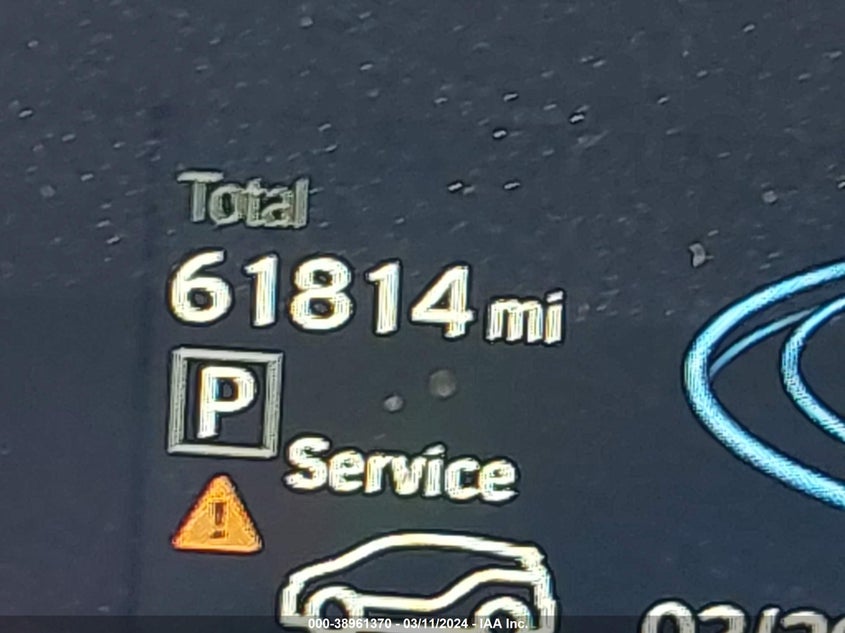 Total
61814 mi
P
Service
000-38961370 - 03/11/2024 - IAA Inc.